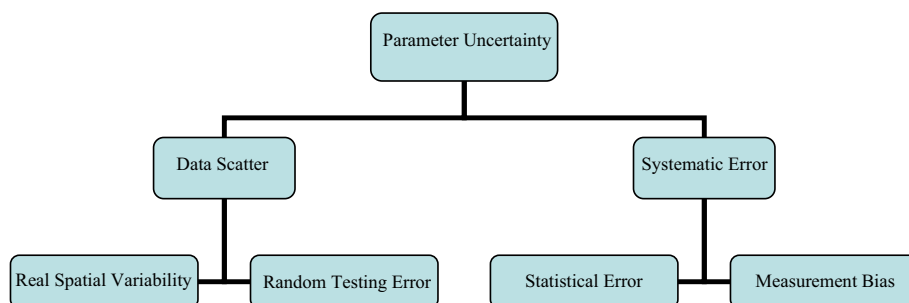 Parameter Uncertainty
Data Scatter
Systematic Error
Real Spatial Variability
Random Testing Error
Statistical Error
Measurement Bias